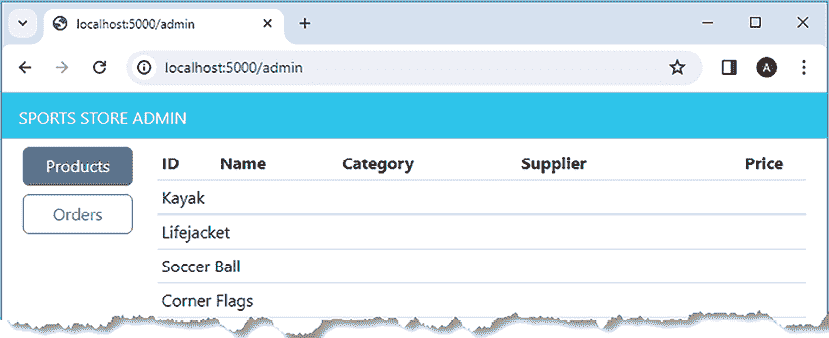 localhost:5000/admin
localhost:5000/admin
A
SPORTS STORE ADMIN
Products
ID Name Category Supplier Price
Orders
Kayak
Lifejacket
Soccer Ball
Corner Flags